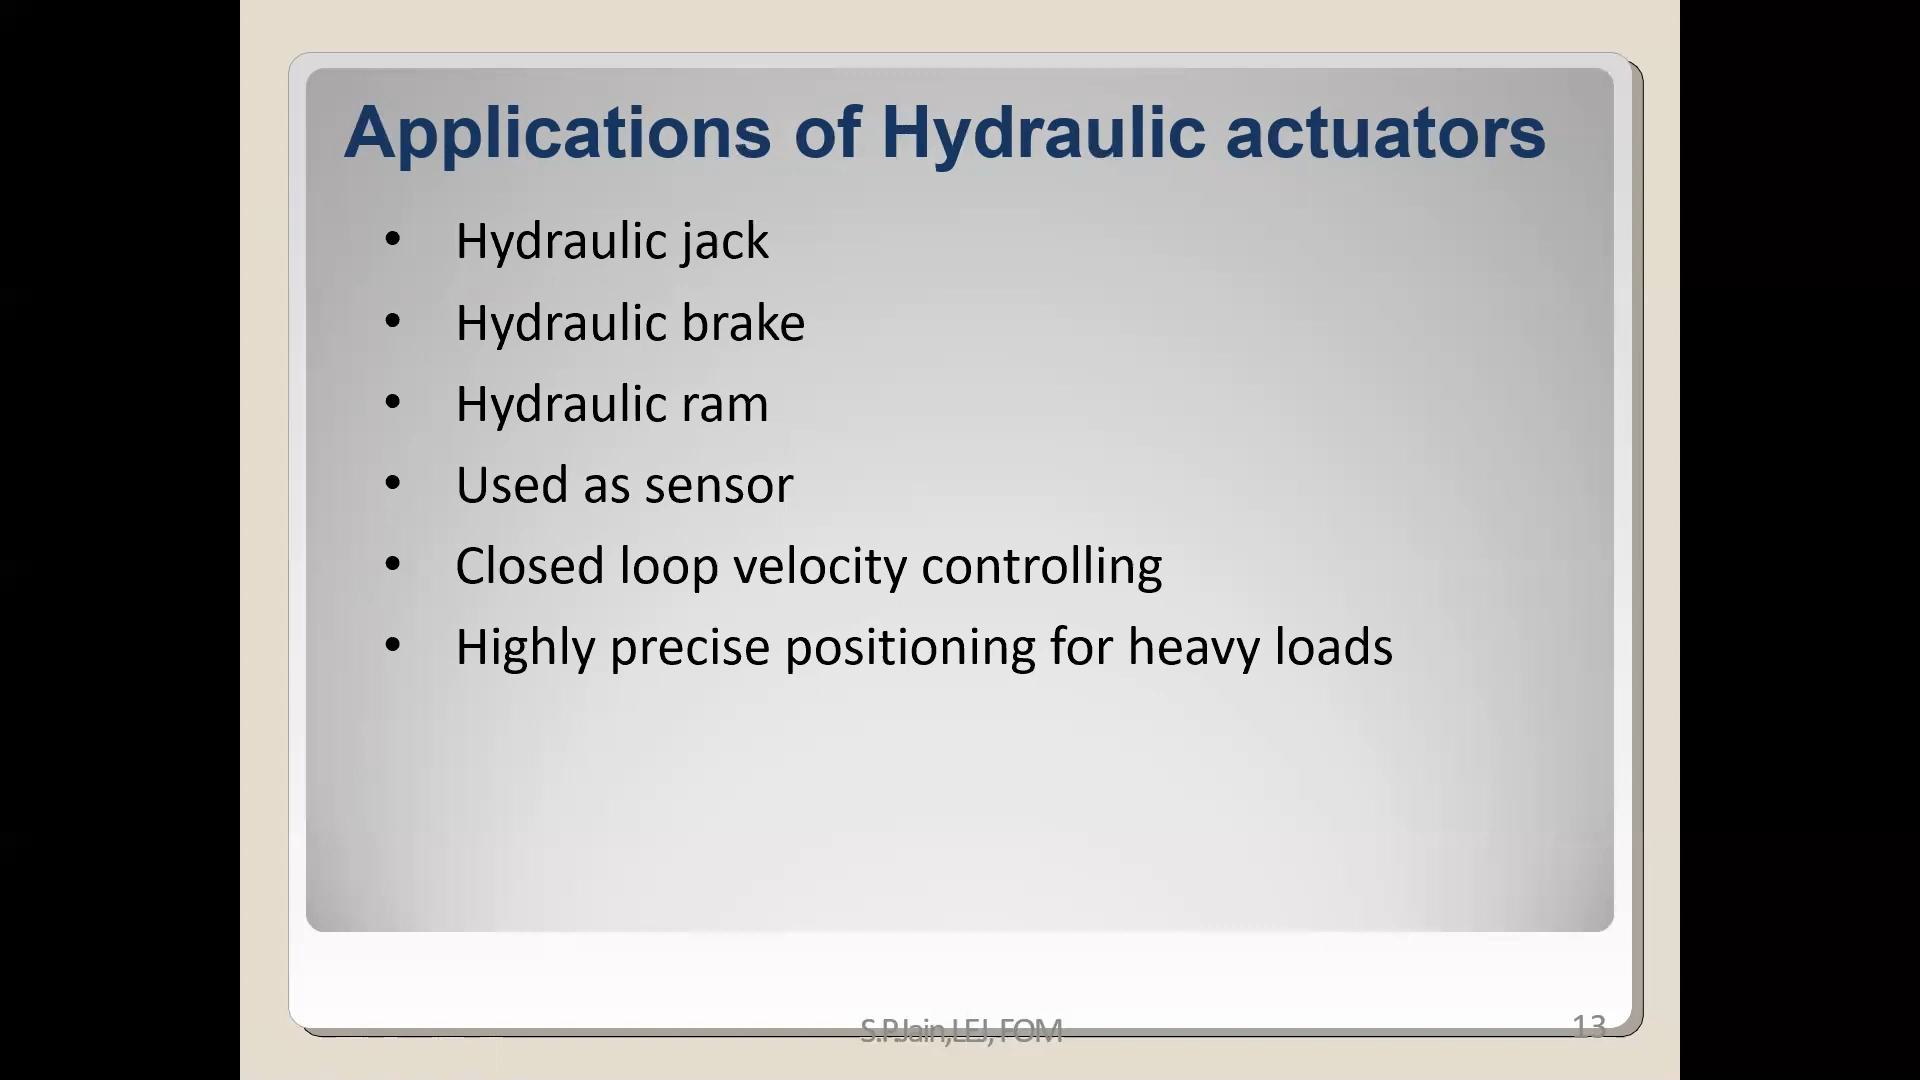 Applications of Hydraulic actuators
• Hydraulic jack
• Hydraulic brake
• Hydraulic ram
• Used as sensor
• Closed loop velocity controlling
• Highly precise positioning for heavy loads
S.P.Jain,LEJ, FOM
13